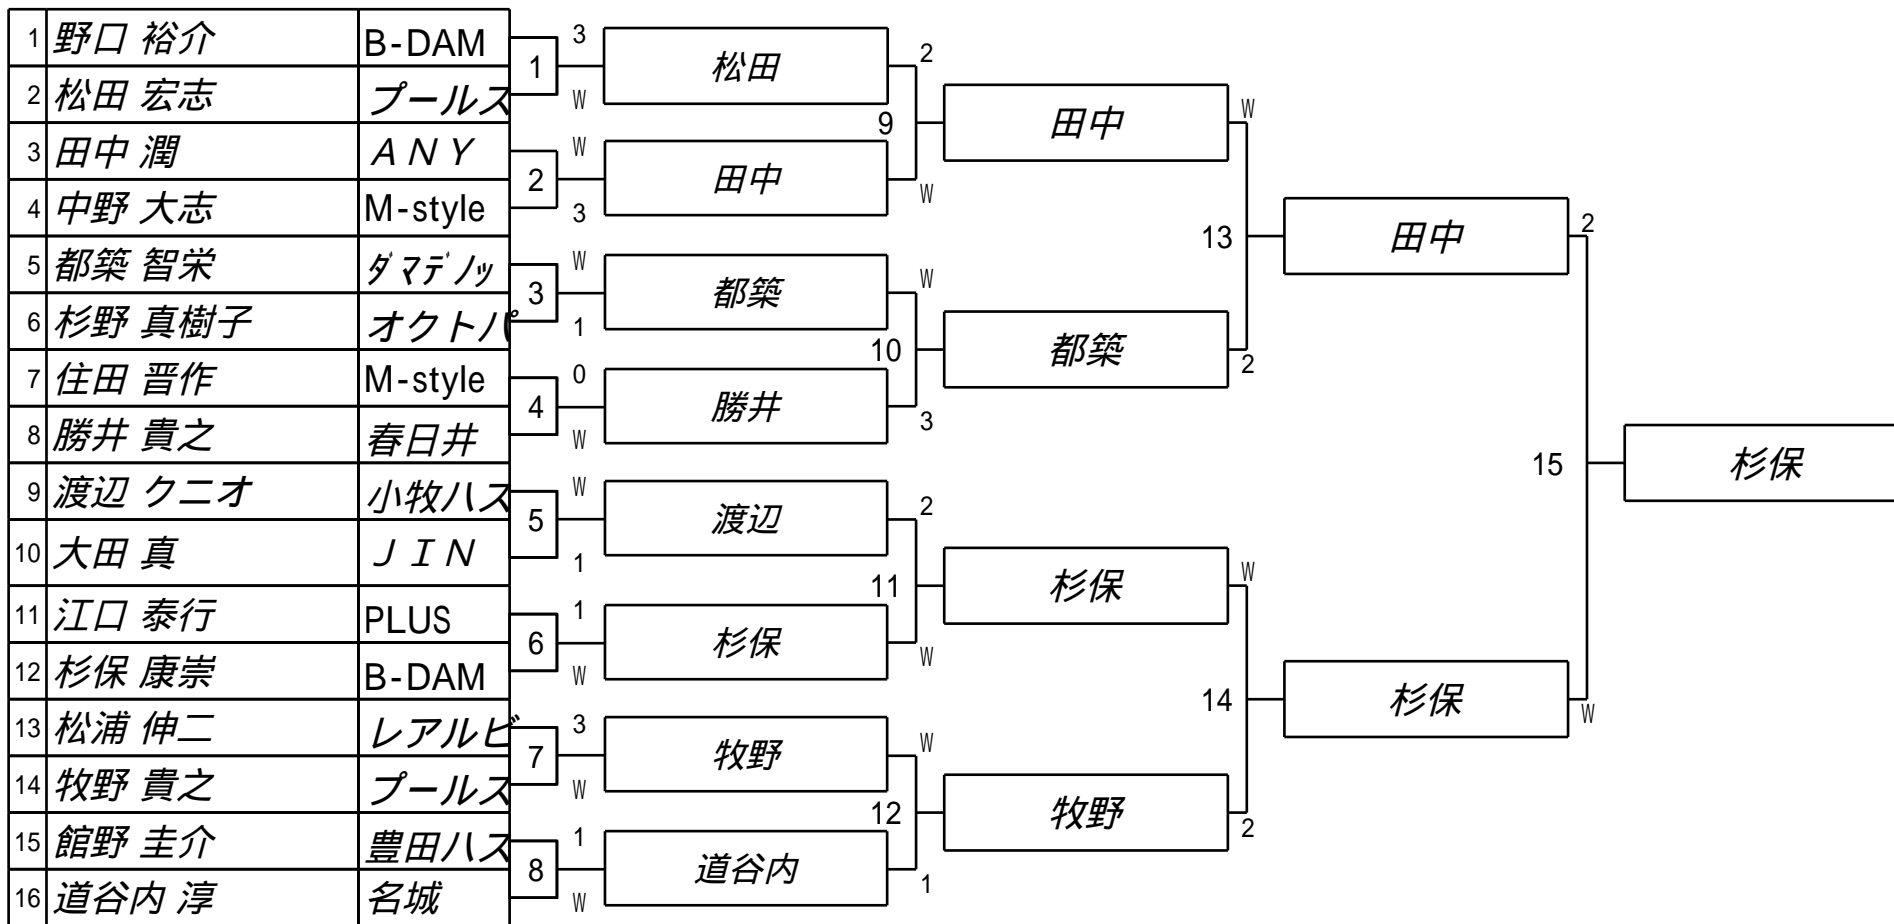 1 野口 裕介 B-DAM
2 松田 宏志 プールス
3 田中 潤 ＡＮＹ
4 中野 大志 M-style
5 都築 智栄 ﾀﾞﾏﾃﾞﾉｯ
6 杉野 真樹子 オクトパ
7 住田 晋作 M-style
8 勝井 貴之 春日井
9 渡辺 クニオ 小牧ハス
10 大田 真 ＪＩＮ
11 江口 泰行 PLUS
12 杉保 康崇 B-DAM
13 松浦 伸二 レアルビ
14 牧野 貴之 プールス
15 館野 圭介 豊田ハス
16 道谷内 淳 名城
1 3 W
2 W 3
3 W 1
4 0 W
5 W 1
6 1 W
7 3 W
8 1 W
松田 2
9
田中 W
都築 W
10
勝井 3
渡辺 2
11
杉保 W
牧野 W
12
道谷内 1
田中 W
13
都築 2
杉保 W
14
牧野 2
田中 2
15
杉保 W
杉保